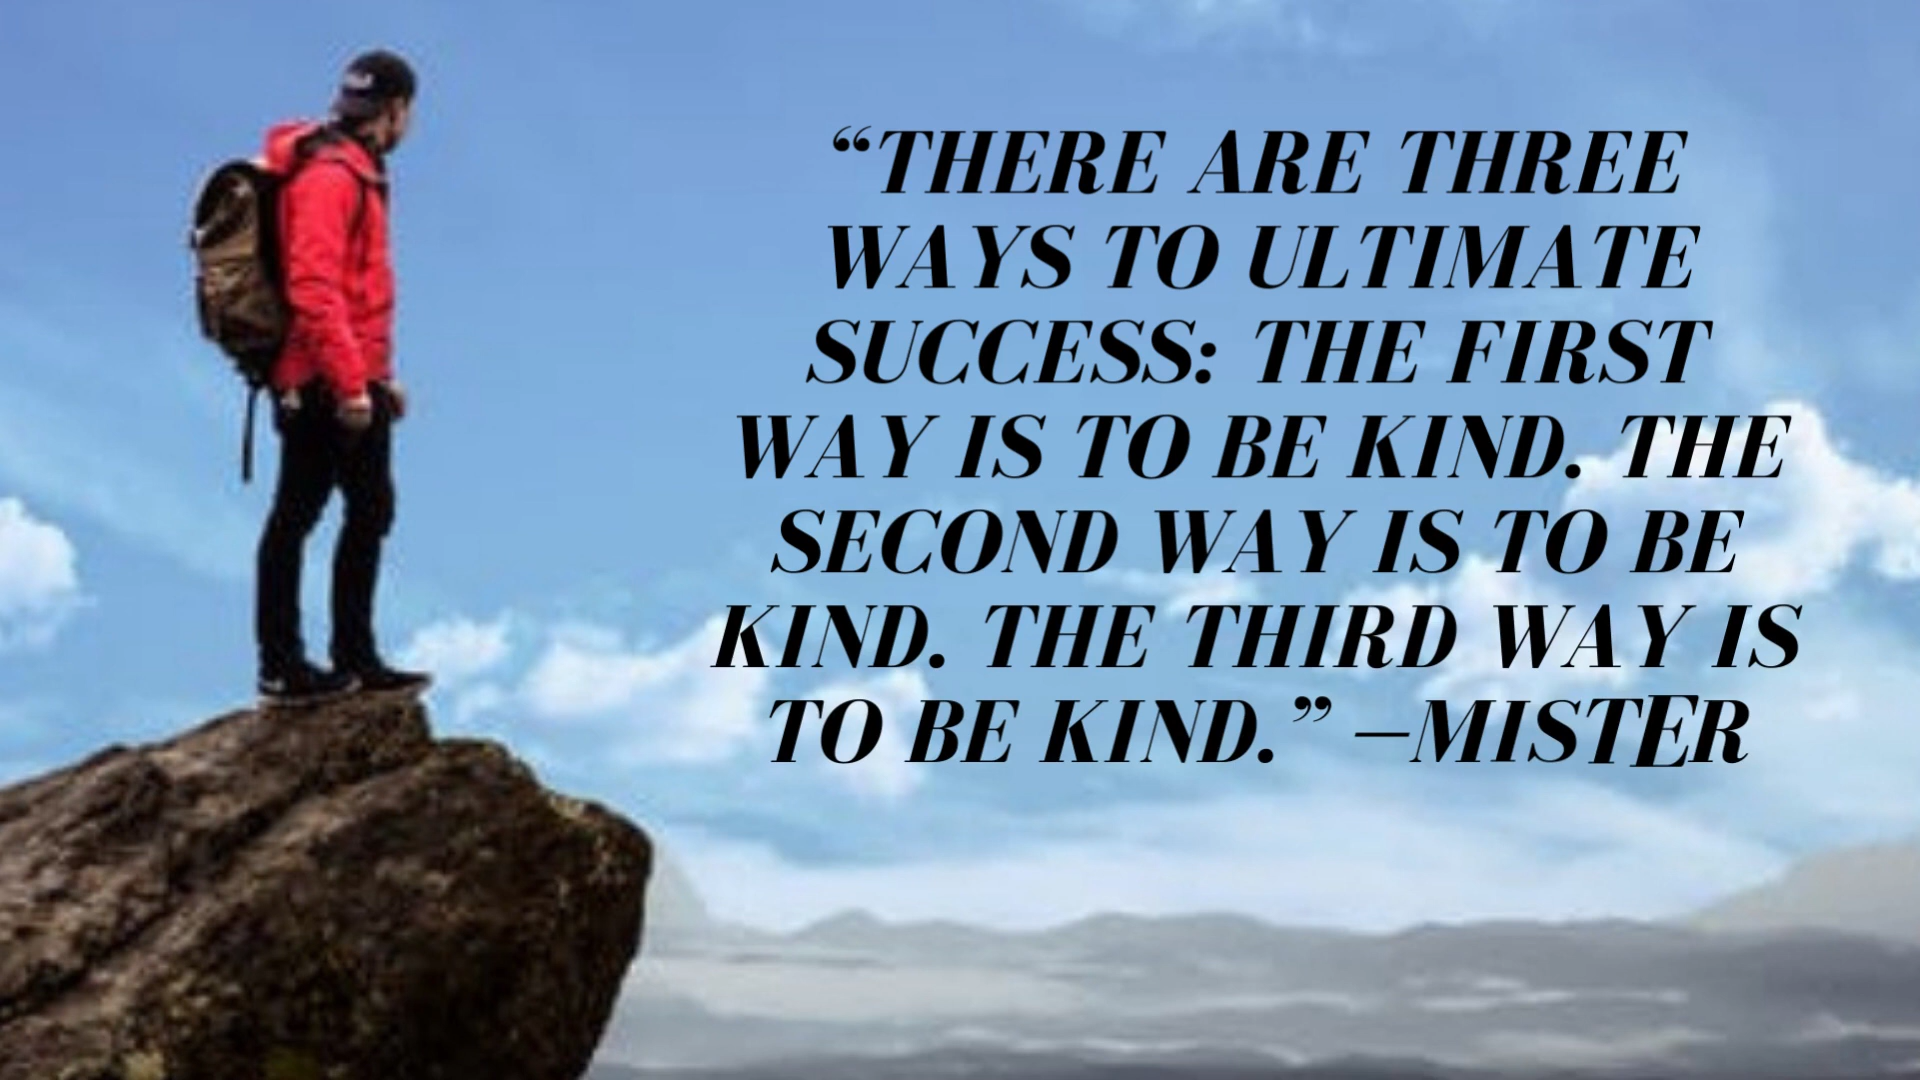 “THERE ARE THREE
WAYS TO ULTIMATE
SUCCESS: THE FIRST
WAY IS TO BE KIND. THE
SECOND WAY IS TO BE
KIND. THE THIRD WAY IS
TO BE KIND.” —MISTER